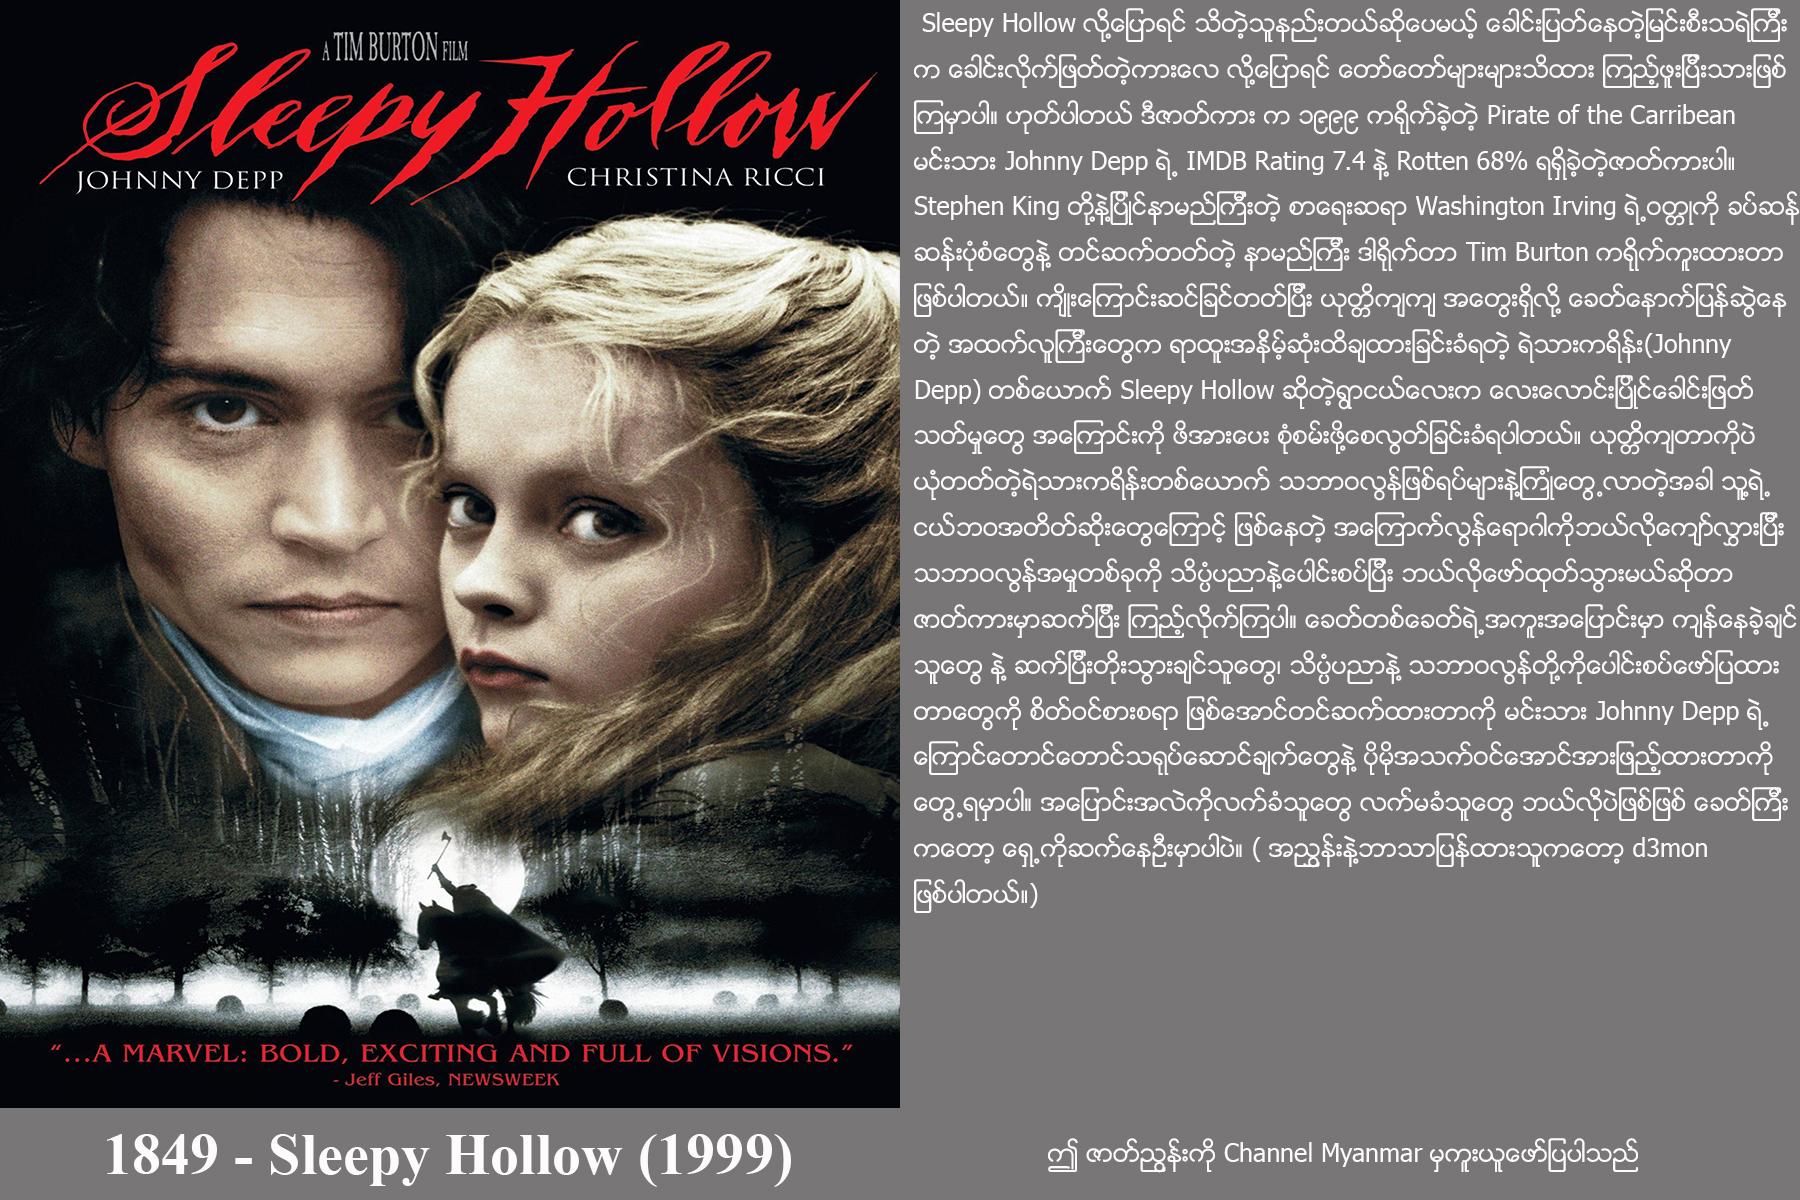 A TIM BURTON FILM
Sleepy Hollow
JOHNNY DEPP
CHRISTINA RICCI
"...A MARVEL: BOLD, EXCITING AND FULL OF VISIONS."
- Jeff Giles, NEWSWEEK
1849 - Sleepy Hollow (1999)
Sleepy Hollow လို့ပြောရင် သိတဲ့သူနည်းတယ်ဆိုပေမယ့် ခေါင်းပြတ်နေတဲ့မြင်းစီးသရဲကြီး
က ခေါင်းလိုက်ဖြတ်တဲ့ကားလေ လို့ပြောရင် တော်တော်များများသိထား ကြည့်ဖူးပြီးသားဖြစ်
ကြမှာပါ။ ဟုတ်ပါတယ် ဒီဇာတ်ကား က ၁၉၉၉ ကရိုက်ခဲ့တဲ့ Pirate of the Carribean
မင်းသား Johnny Depp ရဲ့ IMDB Rating 7.4 နဲ့ Rotten 68% ရရှိခဲ့တဲ့ဇာတ်ကားပါ။
Stephen King တို့နဲ့ပြိုင်နာမည်ကြီးတဲ့ စာရေးဆရာ Washington Irving ရဲ့ဝတ္တုကို ခပ်ဆန်
ဆန်းပုံစံတွေနဲ့ တင်ဆက်တတ်တဲ့ နာမည်ကြီး ဒါရိုက်တာ Tim Burton ကရိုက်ကူးထားတာ
ဖြစ်ပါတယ်။ ကျိုးကြောင်းဆင်ခြင်တတ်ပြီး ယုတ္တိကျကျ အတွေးရှိလို့ ခေတ်နောက်ပြန်ဆွဲနေ
တဲ့ အထက်လူကြီးတွေက ရာထူးအနိမ့်ဆုံးထိချထားခြင်းခံရတဲ့ ရဲသားကရိန်း(Johnny
Depp) တစ်ယောက် Sleepy Hollow ဆိုတဲ့ရွာငယ်လေးက လေးလောင်းပြိုင်ခေါင်းဖြတ်
သတ်မှုတွေ အကြောင်းကို ဖိအားပေး စုံစမ်းဖို့စေလွှတ်ခြင်းခံရပါတယ်။ ယုတ္တိကျတာကိုပဲ
ယုံတတ်တဲ့ရဲသားကရိန်းတစ်ယောက် သဘာဝလွန်ဖြစ်ရပ်များနဲ့ကြုံတွေ့လာတဲ့အခါ သူ့ရဲ့
ငယ်ဘဝအတိတ်ဆိုးတွေကြောင့် ဖြစ်နေတဲ့ အကြောက်လွန်ရောဂါကိုဘယ်လိုကျော်လွှားပြီး
သဘာဝလွန်အမှုတစ်ခုကို သိပ္ပံပညာနဲ့ပေါင်းစပ်ပြီး ဘယ်လိုဖော်ထုတ်သွားမယ်ဆိုတာ
ဇာတ်ကားမှာဆက်ပြီး ကြည့်လိုက်ကြပါ။ ခေတ်တစ်ခေတ်ရဲ့အကူးအပြောင်းမှာ ကျန်နေခဲ့ချင်
သူတွေ နဲ့ ဆက်ပြီးတိုးသွားချင်သူတွေ၊ သိပ္ပံပညာနဲ့ သဘာဝလွန်တို့ကိုပေါင်းစပ်ဖော်ပြထား
တာတွေကို စိတ်ဝင်စားစရာ ဖြစ်အောင်တင်ဆက်ထားတာကို မင်းသား Johnny Depp ရဲ့
ကြောင်တောင်တောင်သရုပ်ဆောင်ချက်တွေနဲ့ ပိုမိုအသက်ဝင်အောင်အားဖြည့်ထားတာကို
တွေ့ရမှာပါ။ အပြောင်းအလဲကိုလက်ခံသူတွေ လက်မခံသူတွေ ဘယ်လိုပဲဖြစ်ဖြစ် ခေတ်ကြီး
ကတော့ ရှေ့ကိုဆက်နေဦးမှာပါပဲ။ ( အညွှန်းနဲ့ဘာသာပြန်ထားသူကတော့ d3mon
ဖြစ်ပါတယ်။)
ဤ ဇာတ်ညွှန်းကို Channel Myanmar မှကူးယူဖော်ပြပါသည်